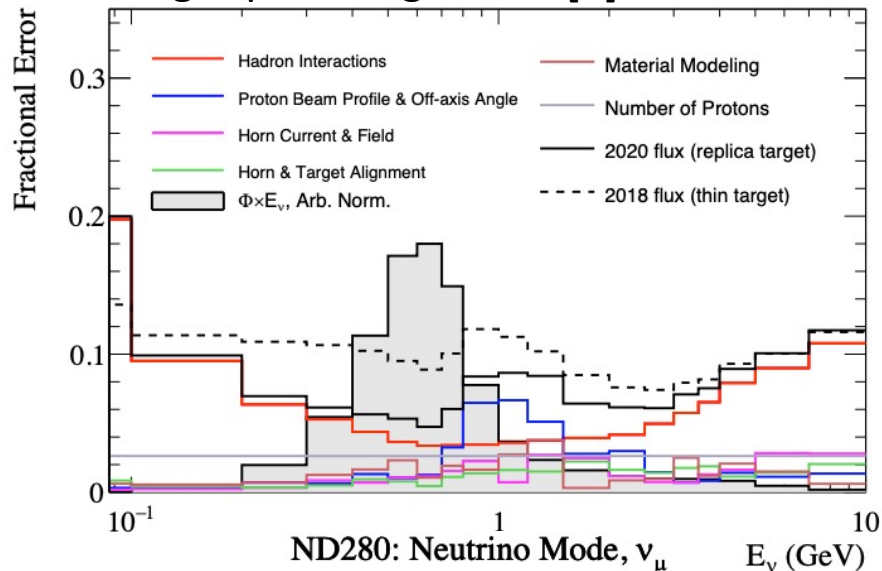 Fractional Error
0.3
0.2
0.1
0
Hadron Interactions
Proton Beam Profile & Off-axis Angle
Horn Current & Field
Horn & Target Alignment
Φ×Eν, Arb. Norm.
Material Modeling
Number of Protons
2020 flux (replica target)
2018 flux (thin target)
10⁻¹
1
10
ND280: Neutrino Mode, νμ
Eν (GeV)